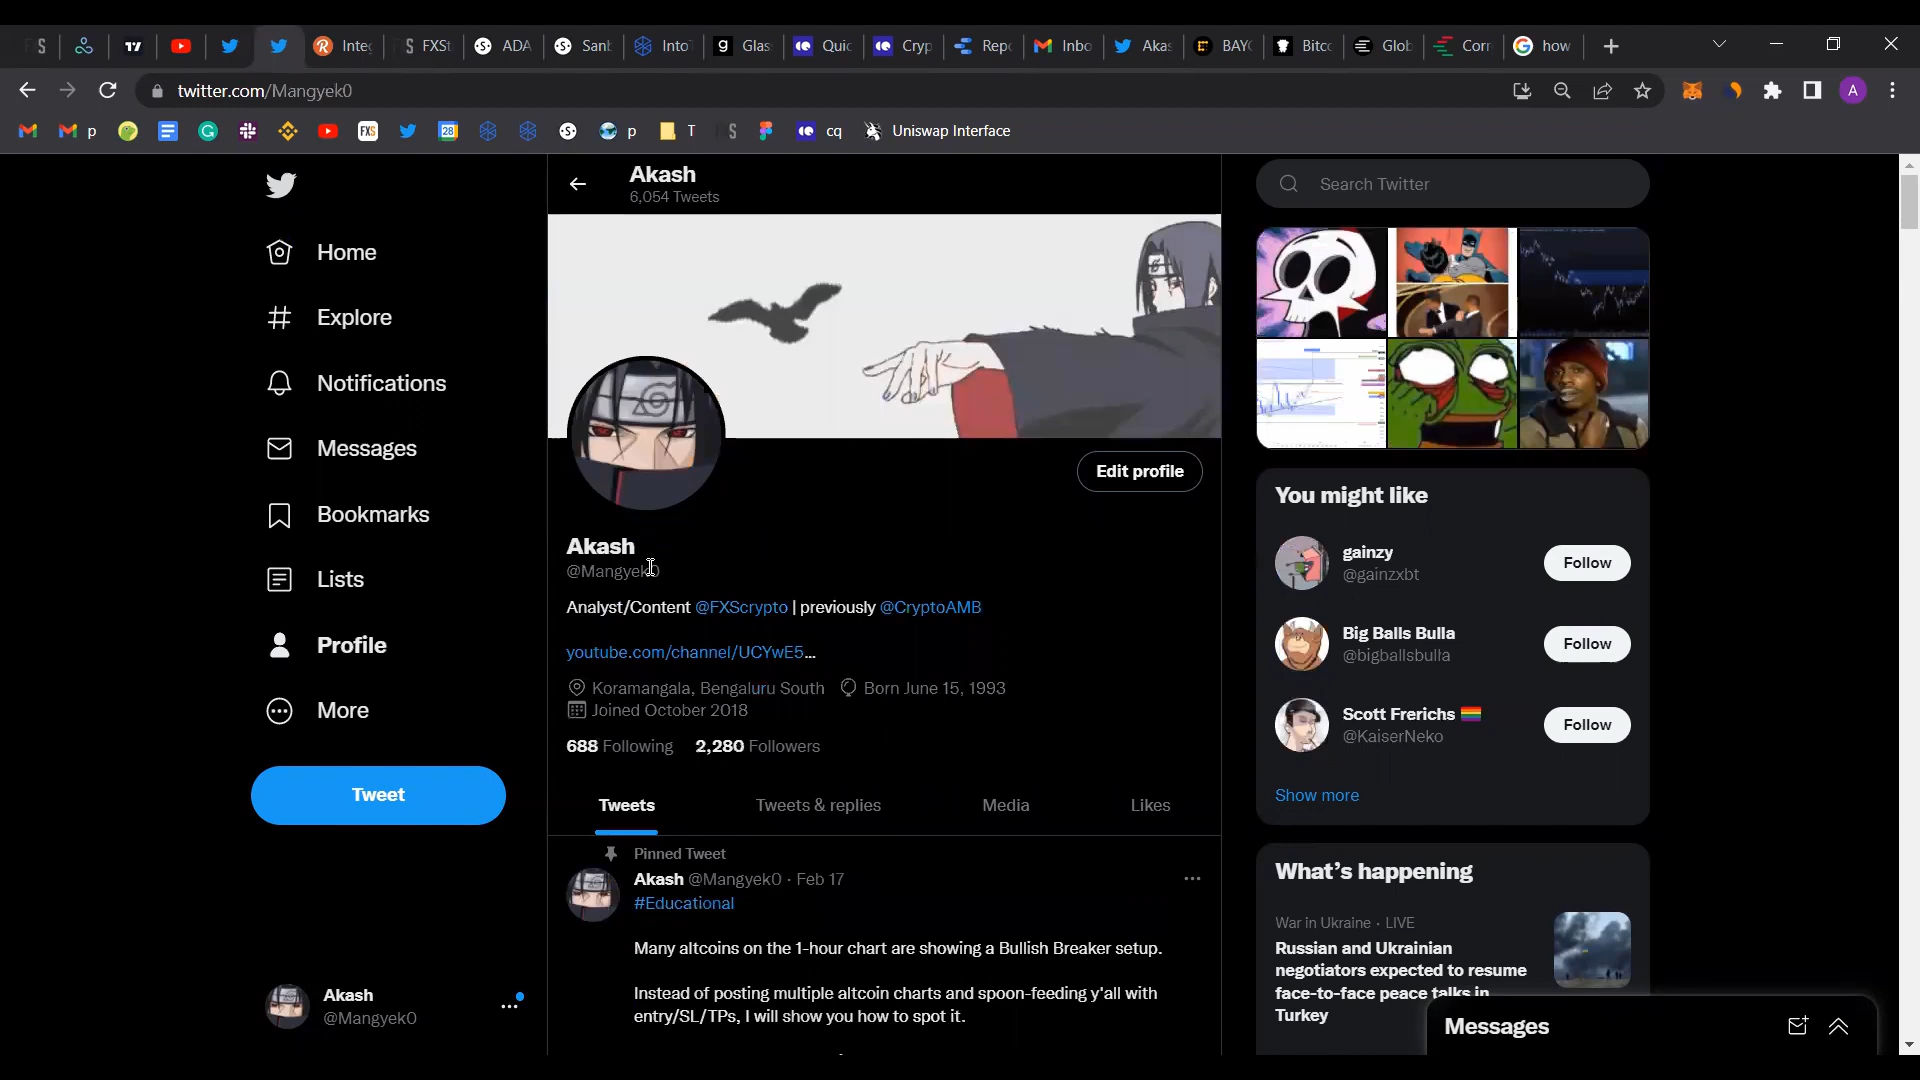 Integ
FXSt
ADA
Sant
IntoT
Glas
Quic
Cryp
Repo
Inbo
Akas
BAYC
Bitco
Glob
Corr
how
twitter.com/Mangyek0
p
T
p
cq
Uniswap Interface
Akash
6,054 Tweets
Search Twitter
Home
Explore
Notifications
Messages
Bookmarks
Lists
Profile
More
Tweet
Akash
@Mangyek0
Edit profile
Akash
@Mangyek0
Analyst/Content @FXScrypto | previously @CryptoAMB
youtube.com/channel/UCYwE5...
Koramangala, Bengaluru South Born June 15, 1993
Joined October 2018
688 Following 2,280 Followers
Tweets Tweets & replies Media Likes
Pinned Tweet
Akash @Mangyek0 · Feb 17
#Educational
Many altcoins on the 1-hour chart are showing a Bullish Breaker setup.
Instead of posting multiple altcoin charts and spoon-feeding y'all with
entry/SL/TPs, I will show you how to spot it.
You might like
gainzy
@gainzxbt
Follow
Big Balls Bulla
@bigballsbulla
Follow
Scott Frerichs
@KaiserNeko
Follow
Show more
What's happening
War in Ukraine · LIVE
Russian and Ukrainian
negotiators expected to resume
face-to-face peace talks in
Turkey
Messages